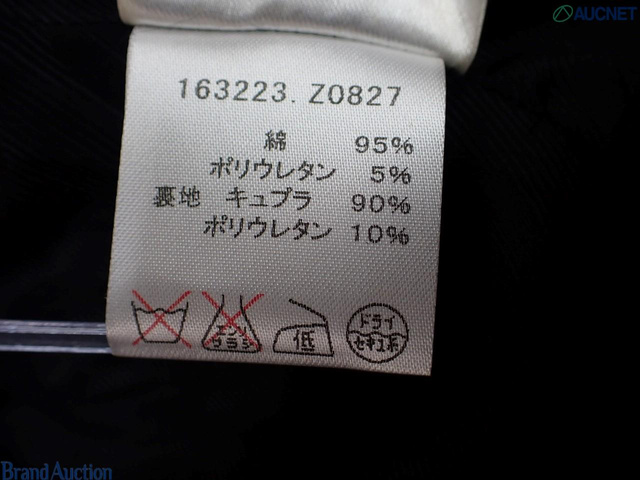 AUCNET
163223. Z0827
綿 95%
ポリウレタン 5%
裏地 キュプラ 90%
ポリウレタン 10%
エンソ
サラシ
低
ドライ
セキユ系
Brand Auction